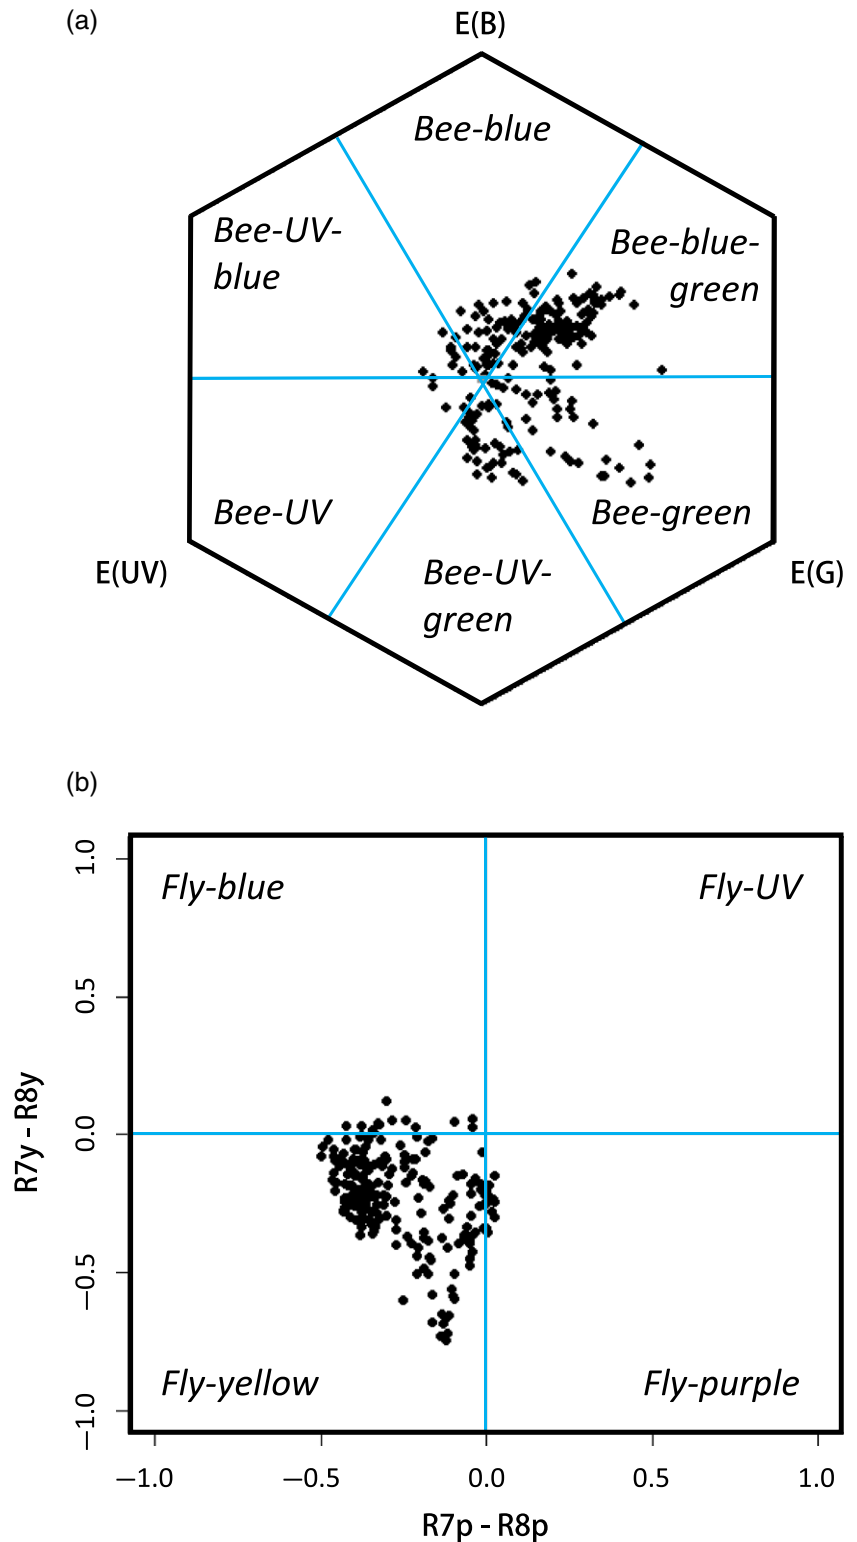 (a)
E(B)
Bee-blue
Bee-UV-
blue
Bee-blue-
green
Bee-UV
Bee-green
E(UV)
Bee-UV-
green
E(G)
(b)
Fly-blue
Fly-UV
1.0
0.5
0.0
R7y - R8y
−0.5
−1.0
Fly-yellow
Fly-purple
−1.0
−0.5
0.0
0.5
1.0
R7p - R8p